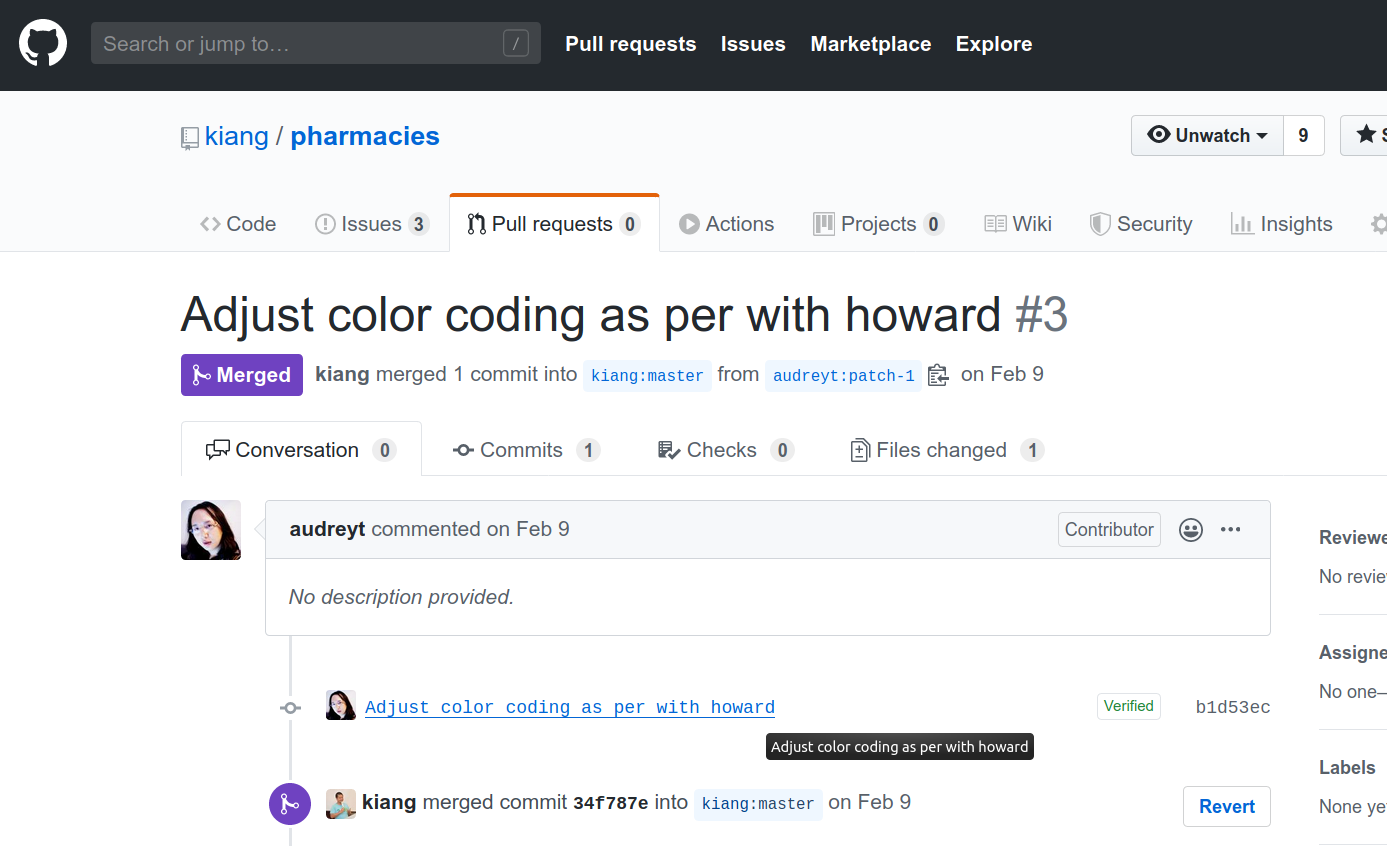 Search or jump to… /
Pull requests Issues Marketplace Explore
kiang / pharmacies
Unwatch 9
Code Issues 3 Pull requests 0 Actions Projects 0 Wiki Security Insights
Adjust color coding as per with howard #3
Merged kiang merged 1 commit into kiang:master from audreyt:patch-1 on Feb 9
Conversation 0 Commits 1 Checks 0 Files changed 1
audreyt commented on Feb 9 Contributor
No description provided.
Reviewe
No revie
Assigne
No one—
Adjust color coding as per with howard Verified b1d53ec
Adjust color coding as per with howard
Labels
None ye
kiang merged commit 34f787e into kiang:master on Feb 9 Revert